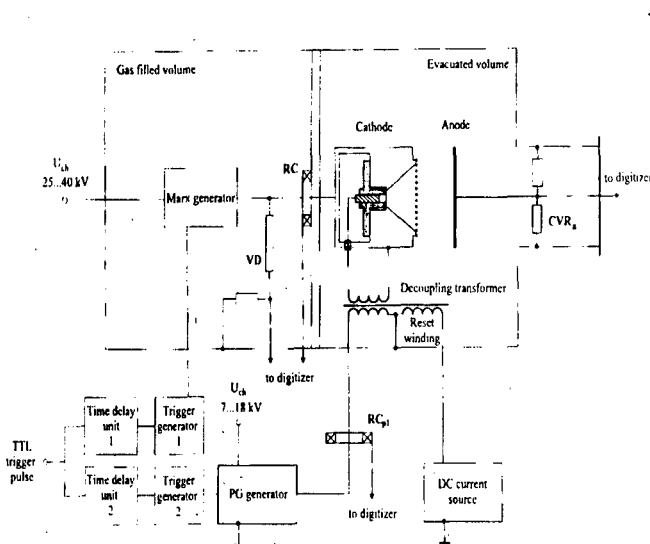 Gas filled volume
Evacuated volume
Cathode
Anode
U_ch
25...40 kV
RC
Marx generator
to digitizer
CVR_a
VD
Decoupling transformer
Reset
winding
to digitizer
U_ch
7...18 kV
TTL
trigger
pulse
Time delay
unit
1
Trigger
generator
1
Time delay
unit
2
Trigger
generator
2
RC_pl
PG generator
to digitizer
DC current
source